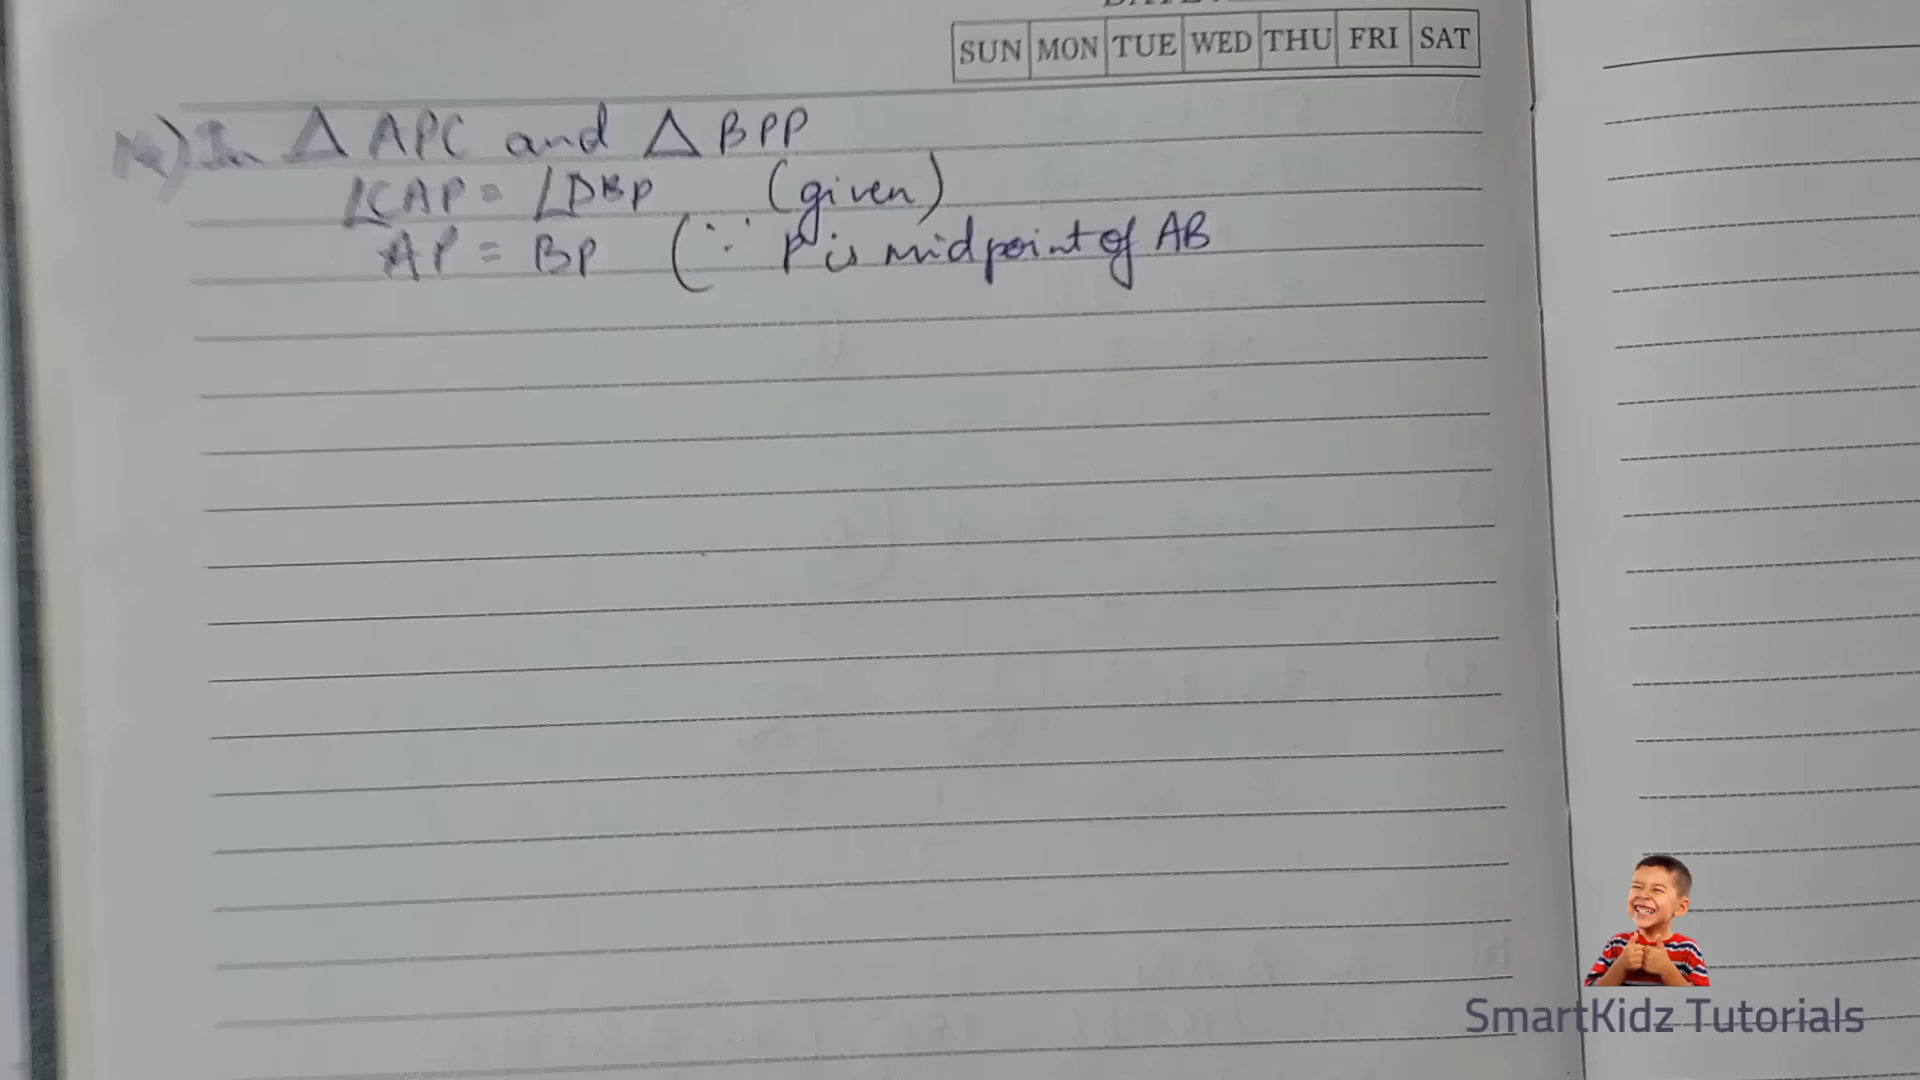 SUN MON TUE WED THU FRI SAT
In △ APC and △ BPP
∠CAP = ∠DBP (given)
AP = BP (∵ P is midpoint of AB
SmartKidz Tutorials